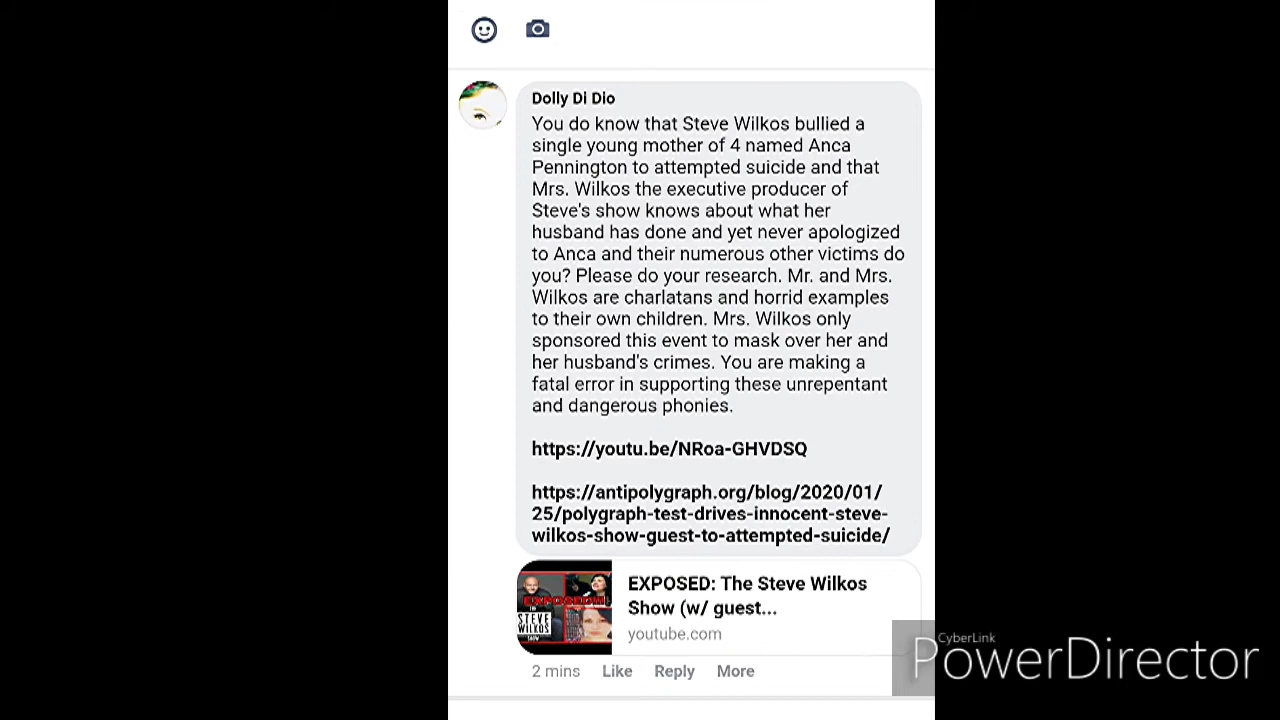 Dolly Di Dio
You do know that Steve Wilkos bullied a
single young mother of 4 named Anca
Pennington to attempted suicide and that
Mrs. Wilkos the executive producer of
Steve's show knows about what her
husband has done and yet never apologized
to Anca and their numerous other victims do
you? Please do your research. Mr. and Mrs.
Wilkos are charlatans and horrid examples
to their own children. Mrs. Wilkos only
sponsored this event to mask over her and
her husband's crimes. You are making a
fatal error in supporting these unrepentant
and dangerous phonies.
https://youtu.be/NRoa-GHVDSQ
https://antipolygraph.org/blog/2020/01/
25/polygraph-test-drives-innocent-steve-
wilkos-show-guest-to-attempted-suicide/
EXPOSED
STEVE
WILKOS
SHOW
EXPOSED: The Steve Wilkos
Show (w/ guest...
youtube.com
2 mins Like Reply More
CyberLink
PowerDirector